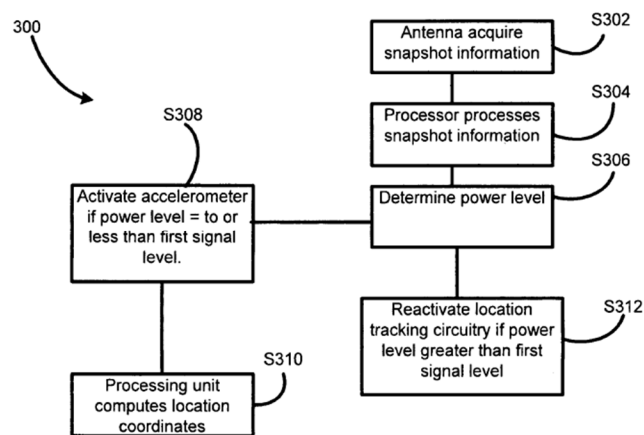 300
S302
Antenna acquire
snapshot information
S304
Processor processes
snapshot information
S306
Determine power level
S308
Activate accelerometer
if power level = to or
less than first signal
level.
S312
Reactivate location
tracking circuitry if power
level greater than first
signal level
S310
Processing unit
computes location
coordinates